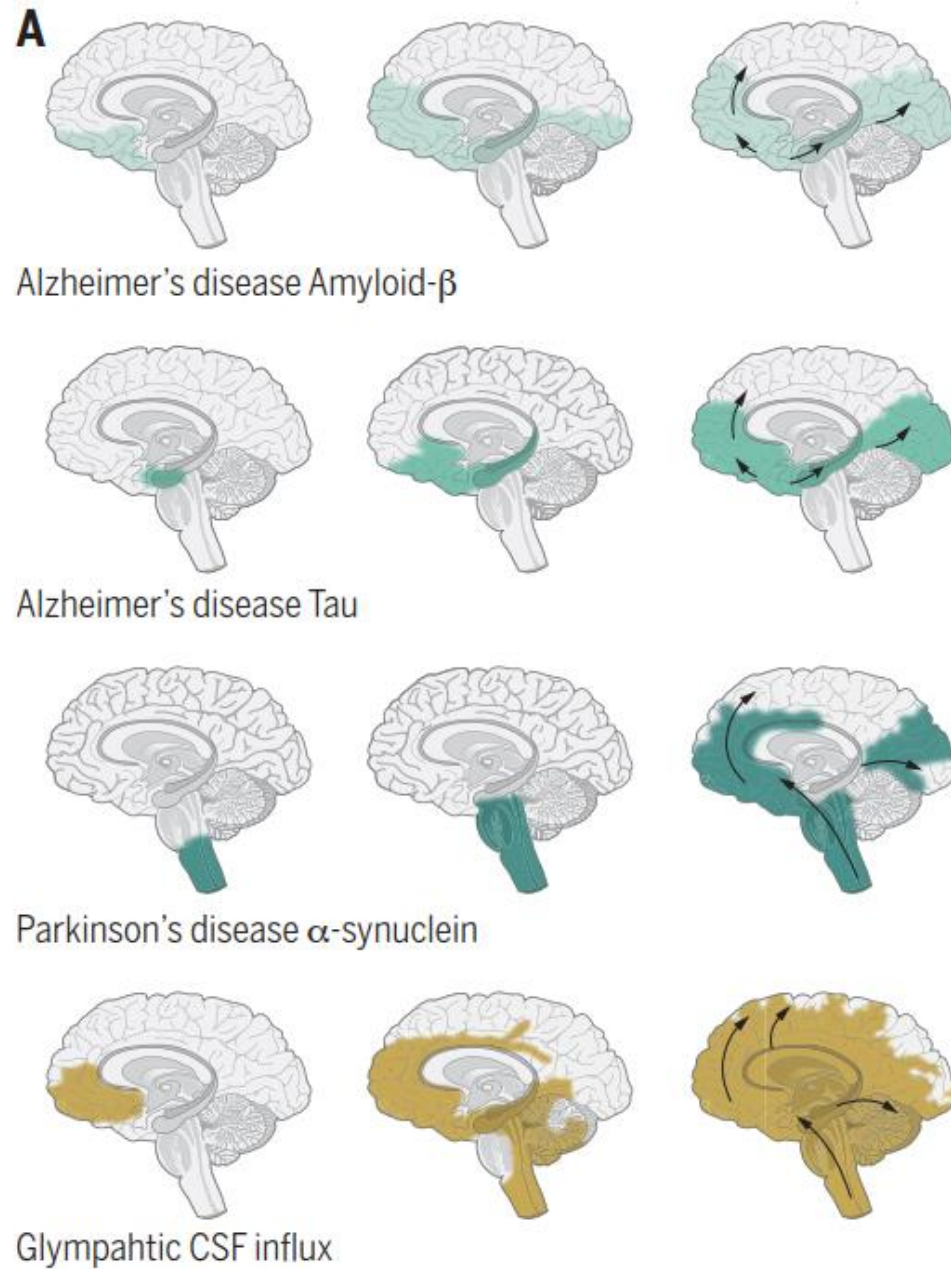 A
Alzheimer's disease Amyloid-β
Alzheimer's disease Tau
Parkinson's disease α-synuclein
Glympahtic CSF influx